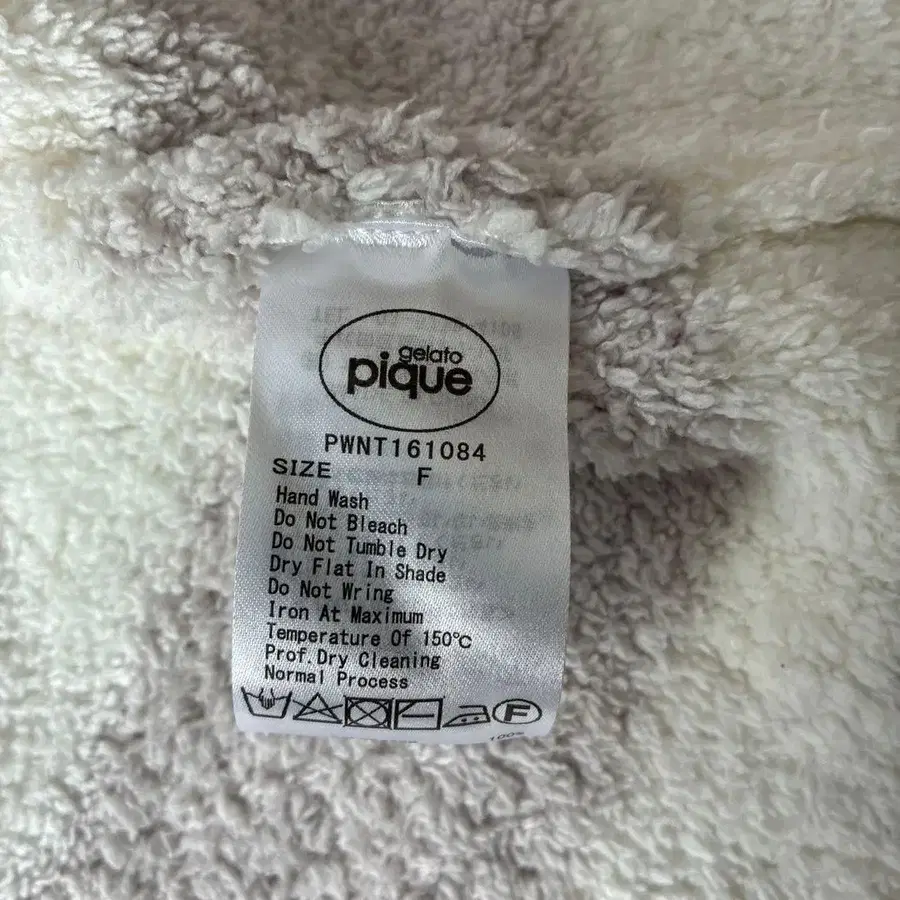 gelato
pique
PWNT161084
SIZE F
Hand Wash
Do Not Bleach
Do Not Tumble Dry
Dry Flat In Shade
Do Not Wring
Iron At Maximum
Temperature Of 150℃
Prof.Dry Cleaning
Normal Process
F
100%